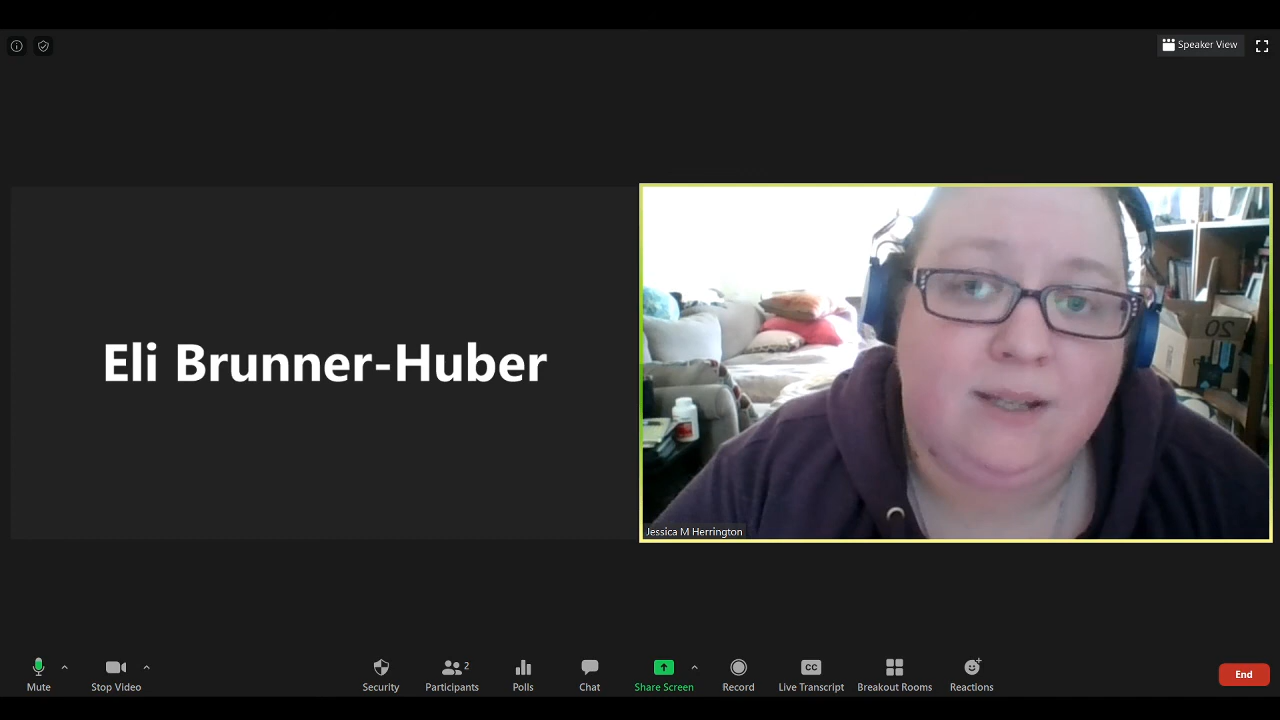 Speaker View
Eli Brunner-Huber
20
Jessica M Herrington
Mute
Stop Video
Security
Participants
2
Polls
Chat
Share Screen
Record
CC
Live Transcript
Breakout Rooms
Reactions
End